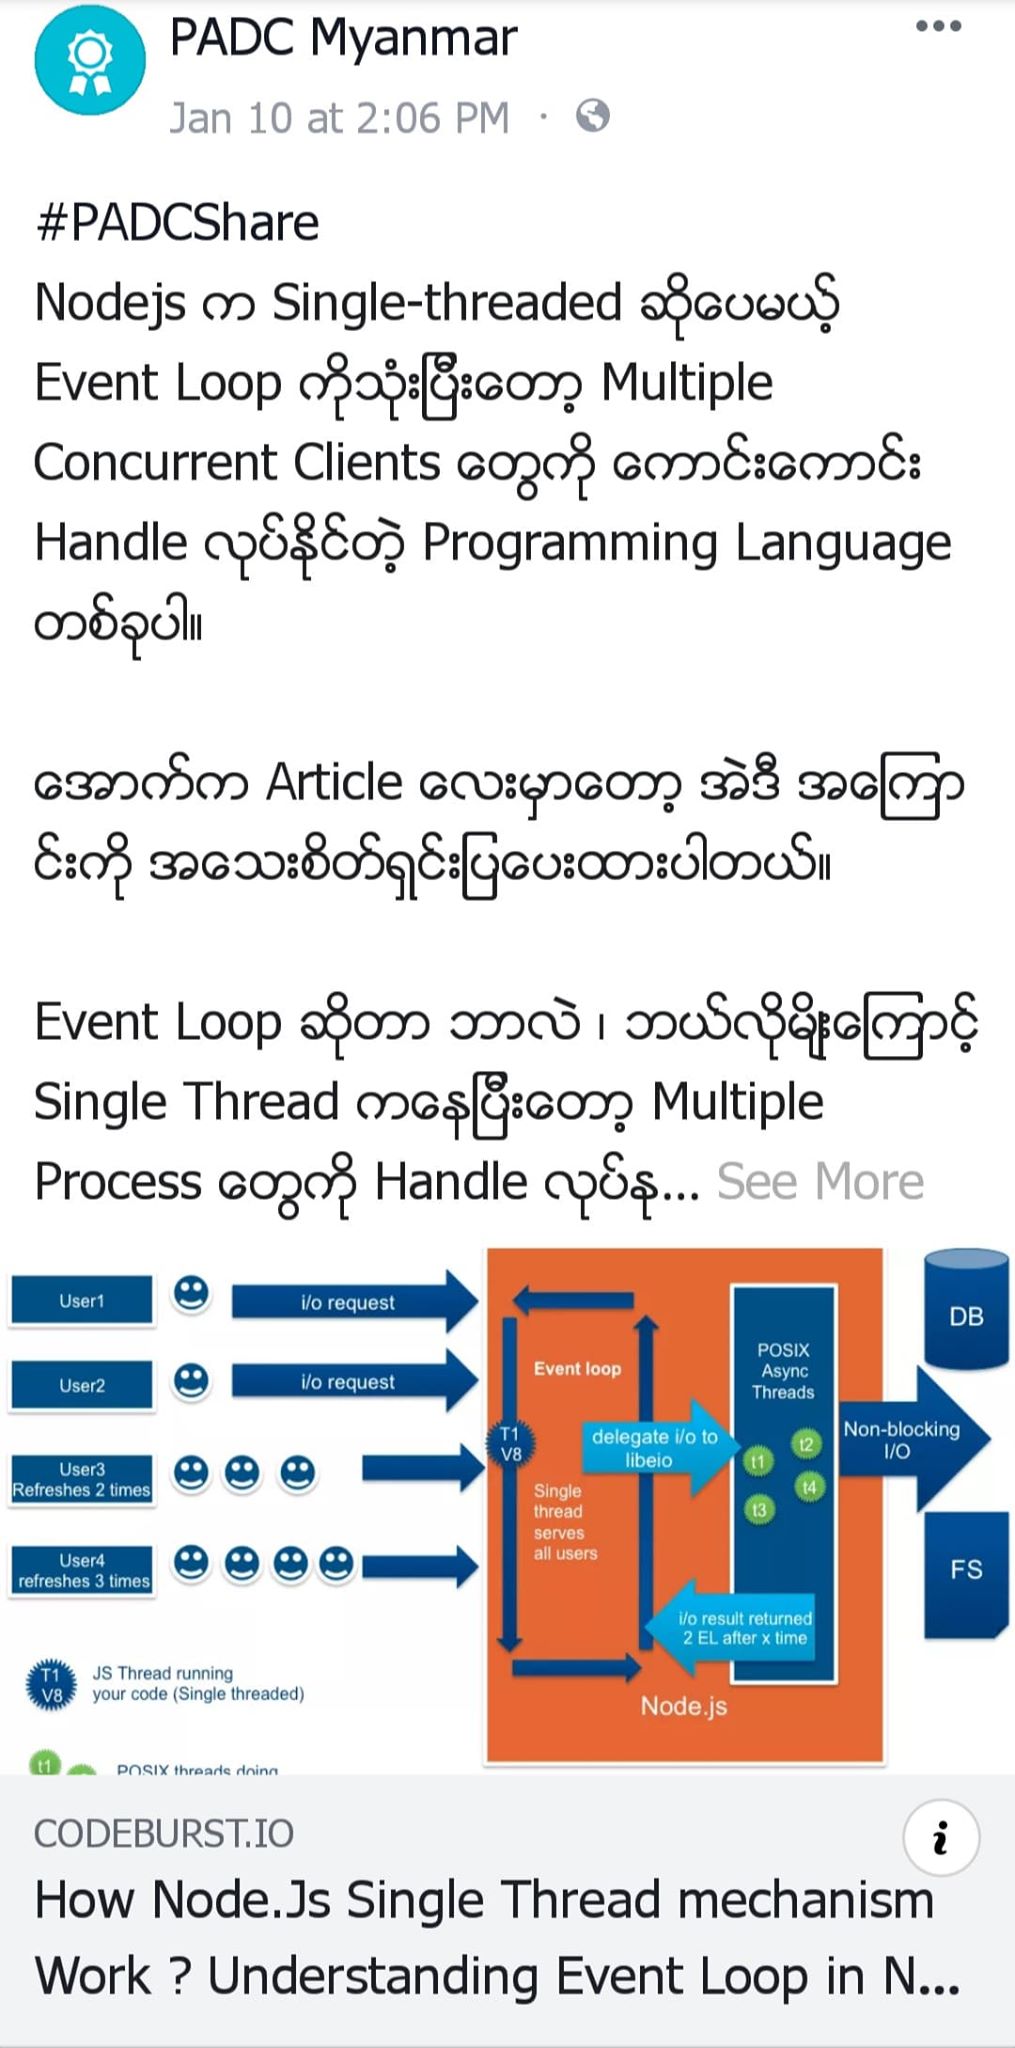 PADC Myanmar
Jan 10 at 2:06 PM ·
#PADCShare
Nodejs က Single-threaded ဆိုပေမယ့်
Event Loop ကိုသုံးပြီးတော့ Multiple
Concurrent Clients တွေကို ကောင်းကောင်း
Handle လုပ်နိုင်တဲ့ Programming Language
တစ်ခုပါ။
အောက်က Article လေးမှာတော့ အဲဒီ အကြော
င်းကို အသေးစိတ်ရှင်းပြပေးထားပါတယ်။
Event Loop ဆိုတာ ဘာလဲ ၊ ဘယ်လိုမျိုးကြောင့်
Single Thread ကနေပြီးတော့ Multiple
Process တွေကို Handle လုပ်န... See More
User1
i/o request
User2
i/o request
User3
Refreshes 2 times
User4
refreshes 3 times
T1
V8
JS Thread running
your code (Single threaded)
t1
POSIX threads doing
Event loop
T1
V8
Single
thread
serves
all users
delegate i/o to
libeio
POSIX
Async
Threads
t1
t2
t3
t4
i/o result returned
2 EL after x time
Node.js
Non-blocking
I/O
DB
FS
CODEBURST.IO
i
How Node.Js Single Thread mechanism
Work ? Understanding Event Loop in N...